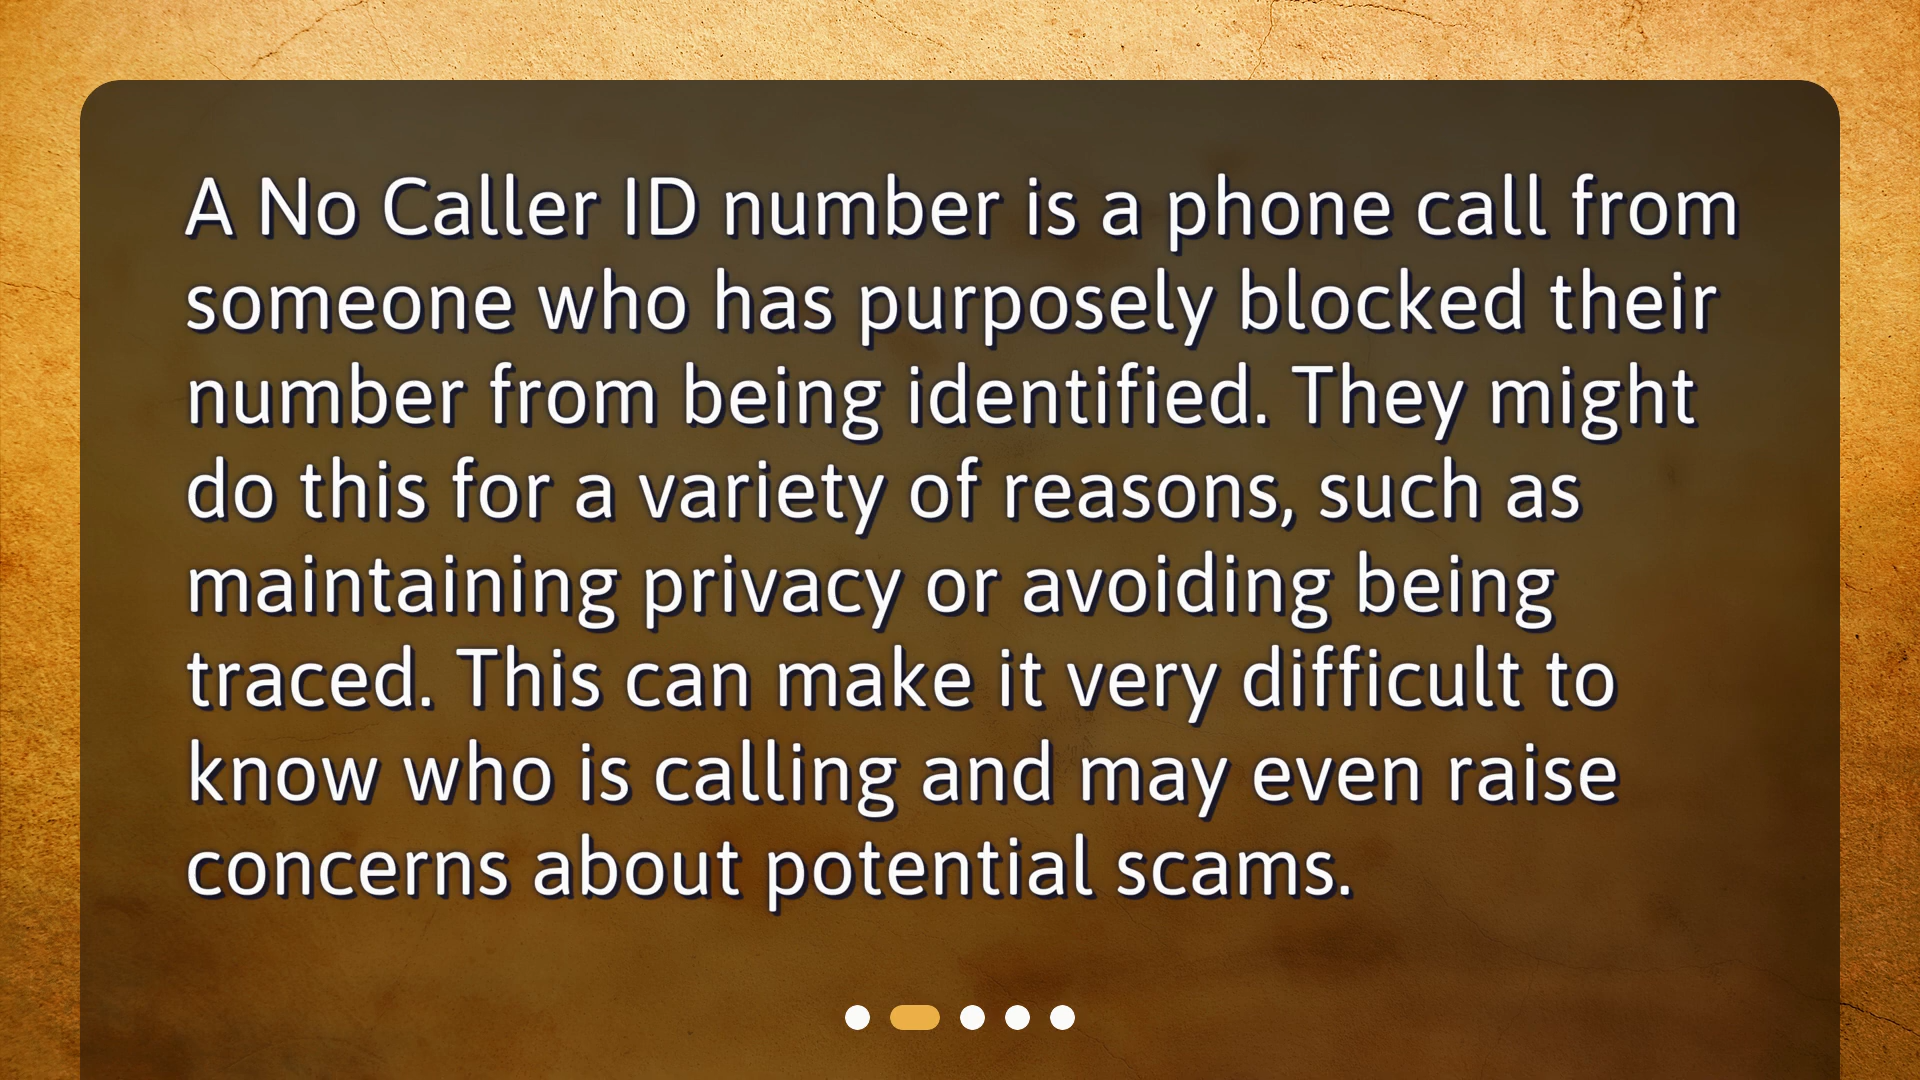 A No Caller ID number is a phone call from
someone who has purposely blocked their
number from being identified. They might
do this for a variety of reasons, such as
maintaining privacy or avoiding being
traced. This can make it very difficult to
know who is calling and may even raise
concerns about potential scams.